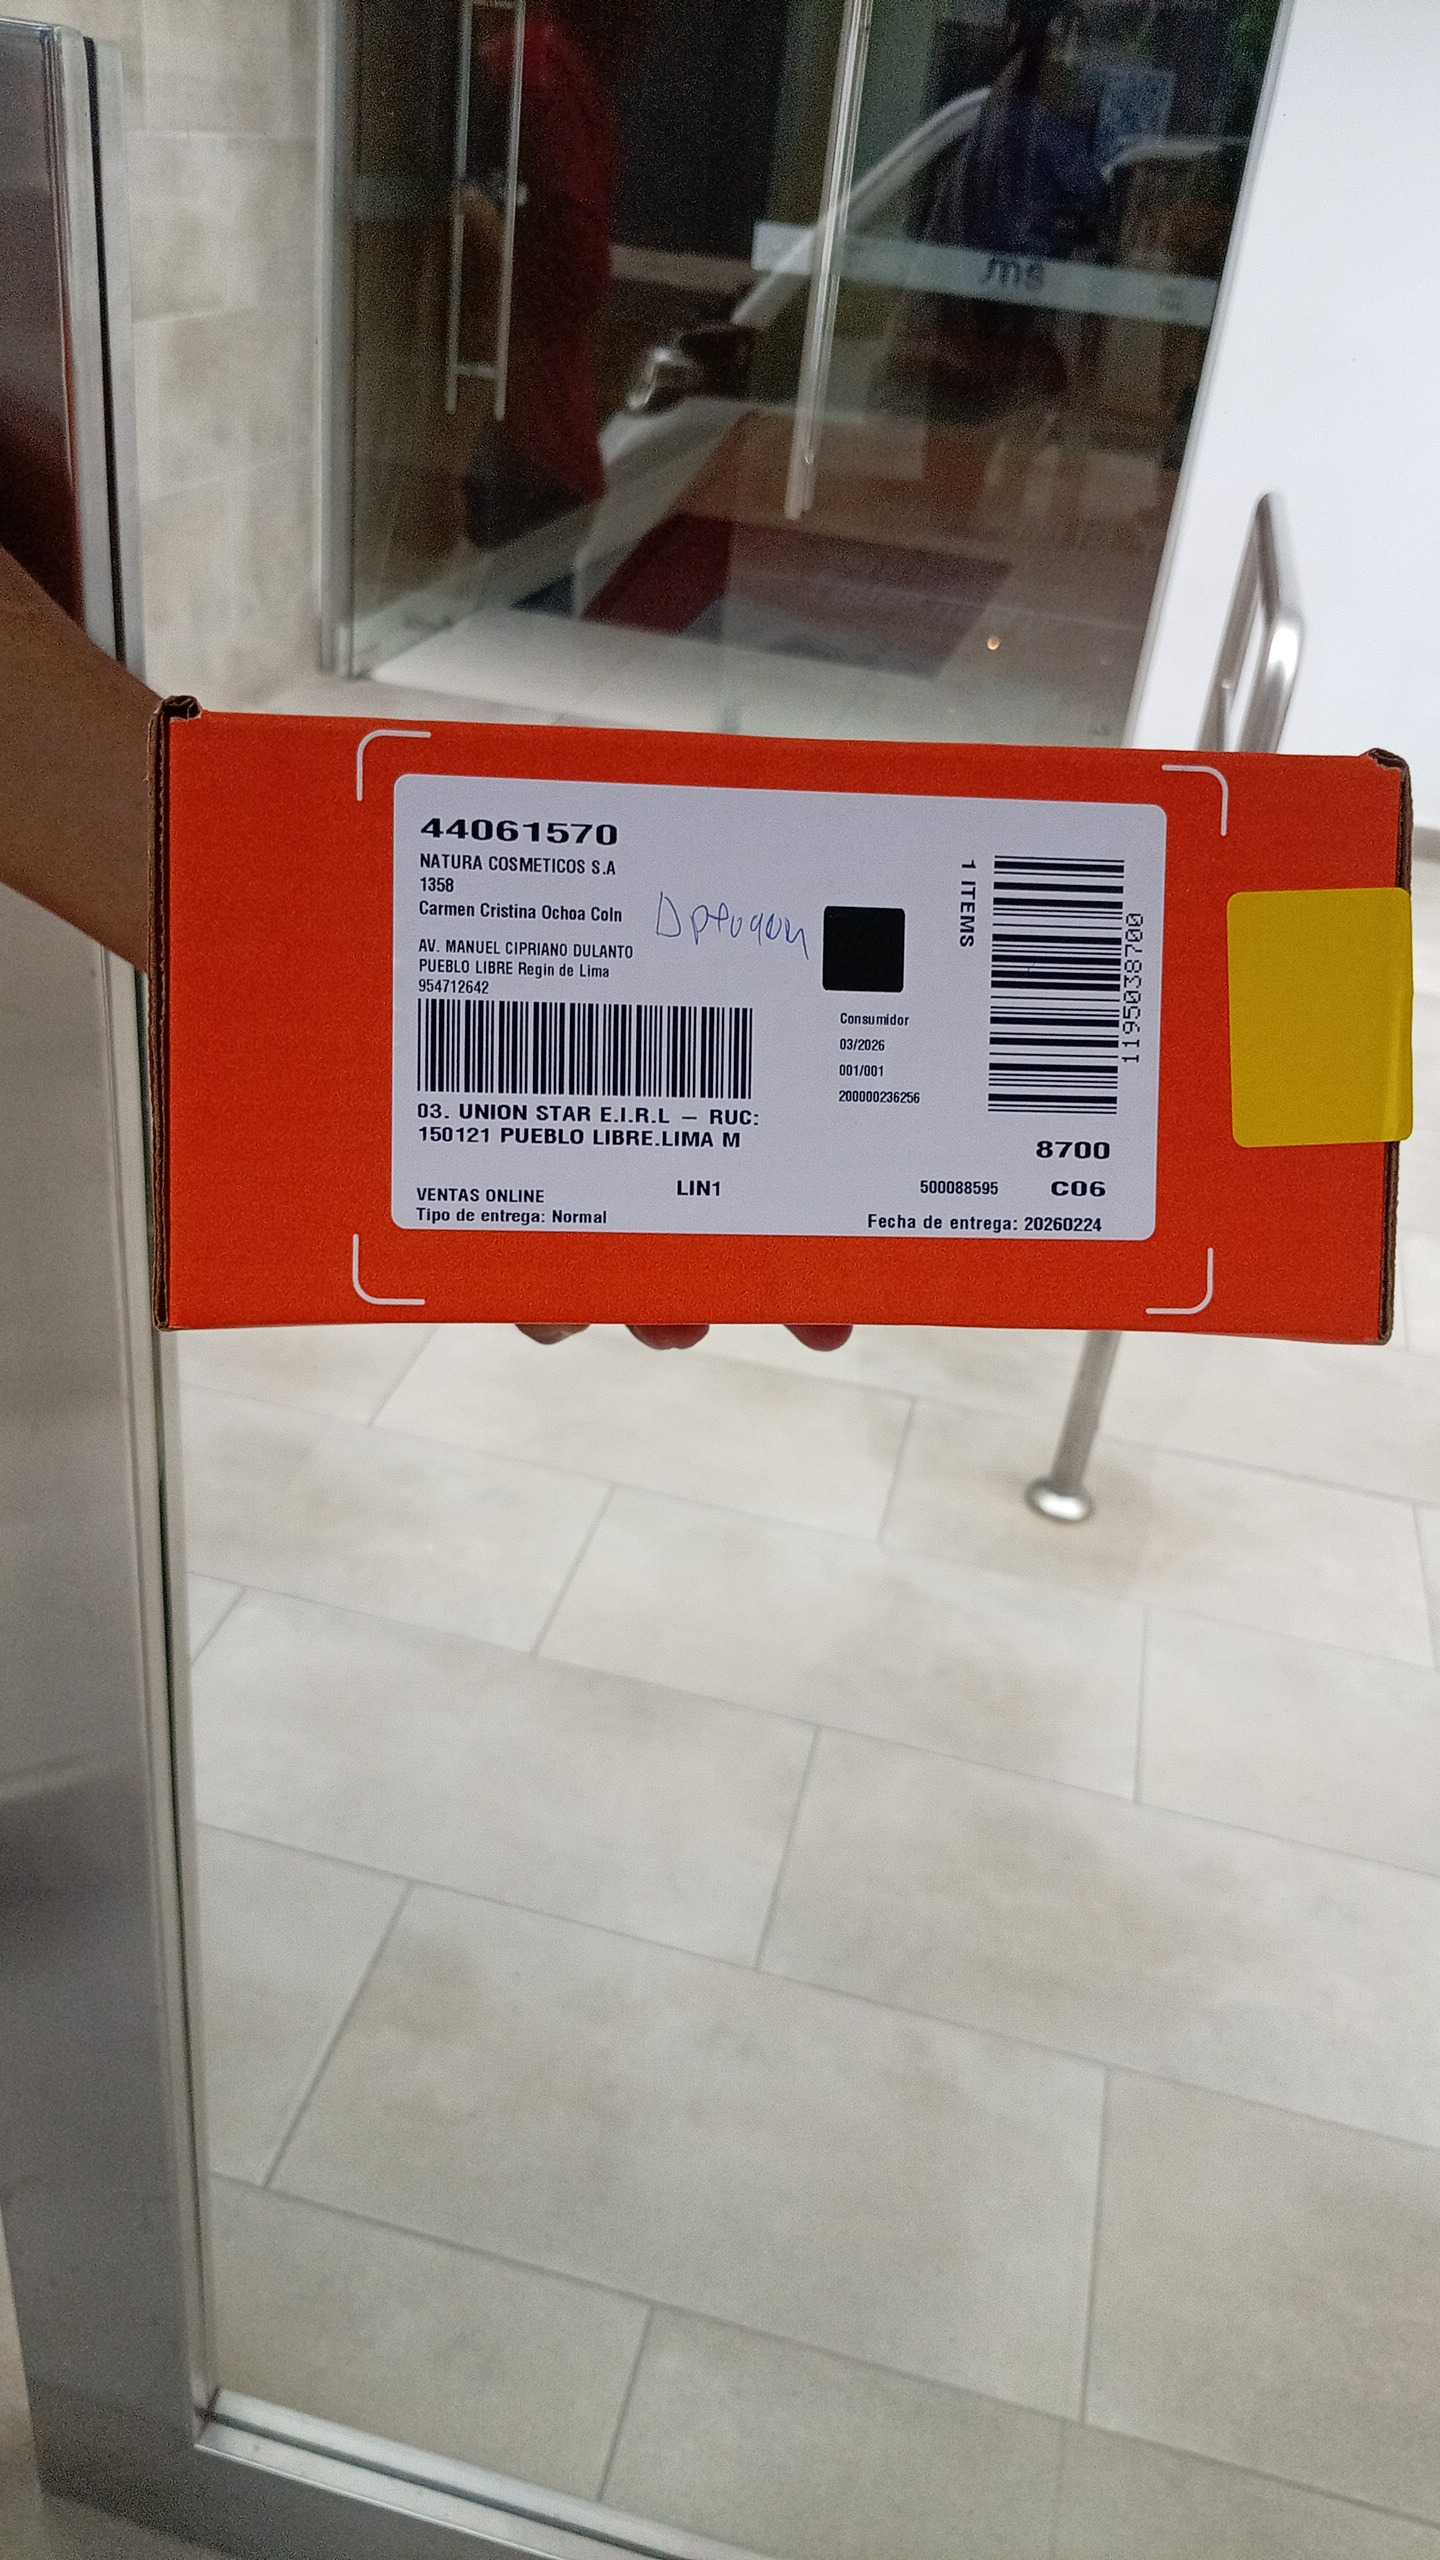 44061570
NATURA COSMETICOS S.A
1358
Carmen Cristina Ochoa Coln
AV. MANUEL CIPRIANO DULANTO
PUEBLO LIBRE Regin de Lima
954712642
03. UNION STAR E.I.R.L – RUC:
150121 PUEBLO LIBRE.LIMA M
VENTAS ONLINE
Tipo de entrega: Normal
LIN1
Consumidor
03/2026
001/001
200000236256
1 ITEMS
1195038700
8700
500088595 C06
Fecha de entrega: 20260224